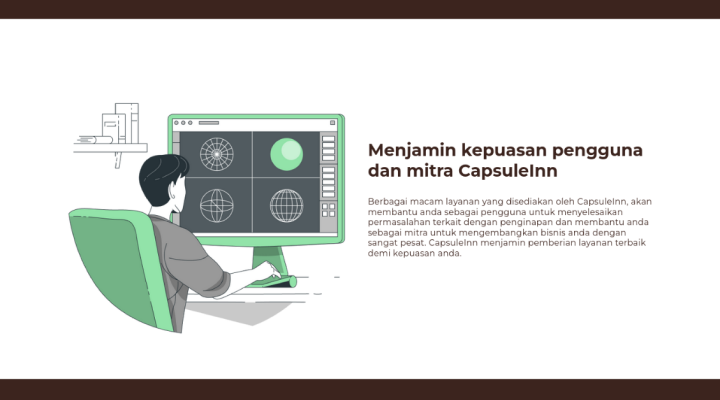 Menjamin kepuasan pengguna
dan mitra CapsuleInn
Berbagai macam layanan yang disediakan oleh CapsuleInn, akan
membantu anda sebagai pengguna untuk menyelesaikan
permasalahan terkait dengan penginapan dan membantu anda
sebagai mitra untuk mengembangkan bisnis anda dengan
sangat pesat. CapsuleInn menjamin pemberian layanan terbaik
demi kepuasan anda.